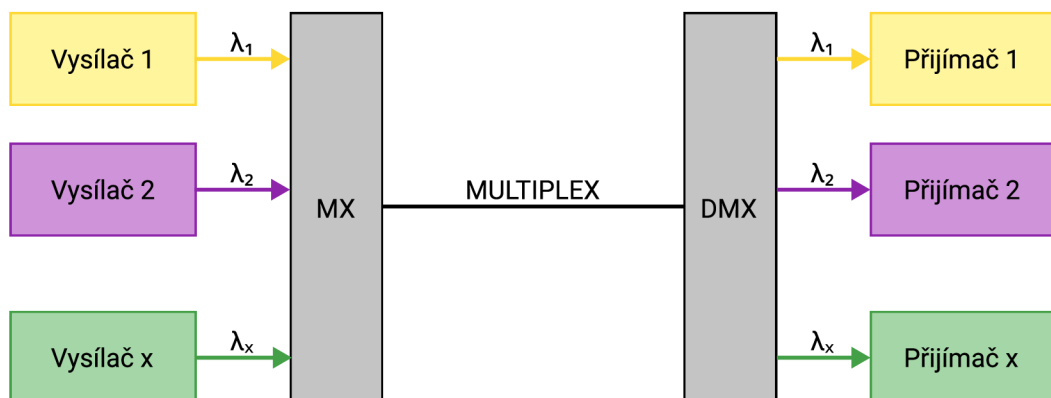 Vysílač 1
λ₁
λ₁
Přijímač 1
Vysílač 2
λ₂
MX
MULTIPLEX
DMX
λ₂
Přijímač 2
Vysílač x
λₓ
λₓ
Přijímač x